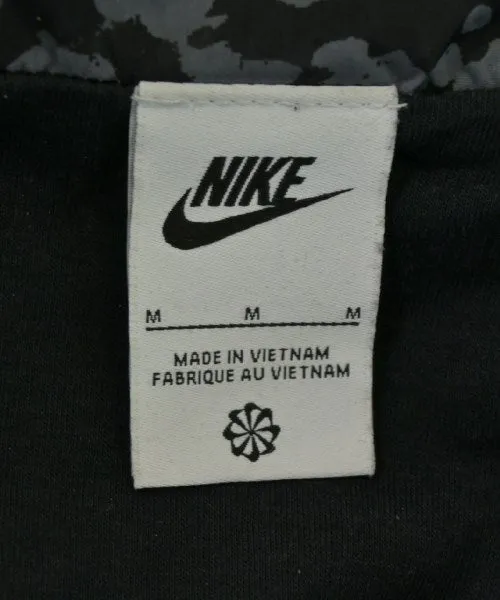 NIKE
M M M
MADE IN VIETNAM
FABRIQUE AU VIETNAM